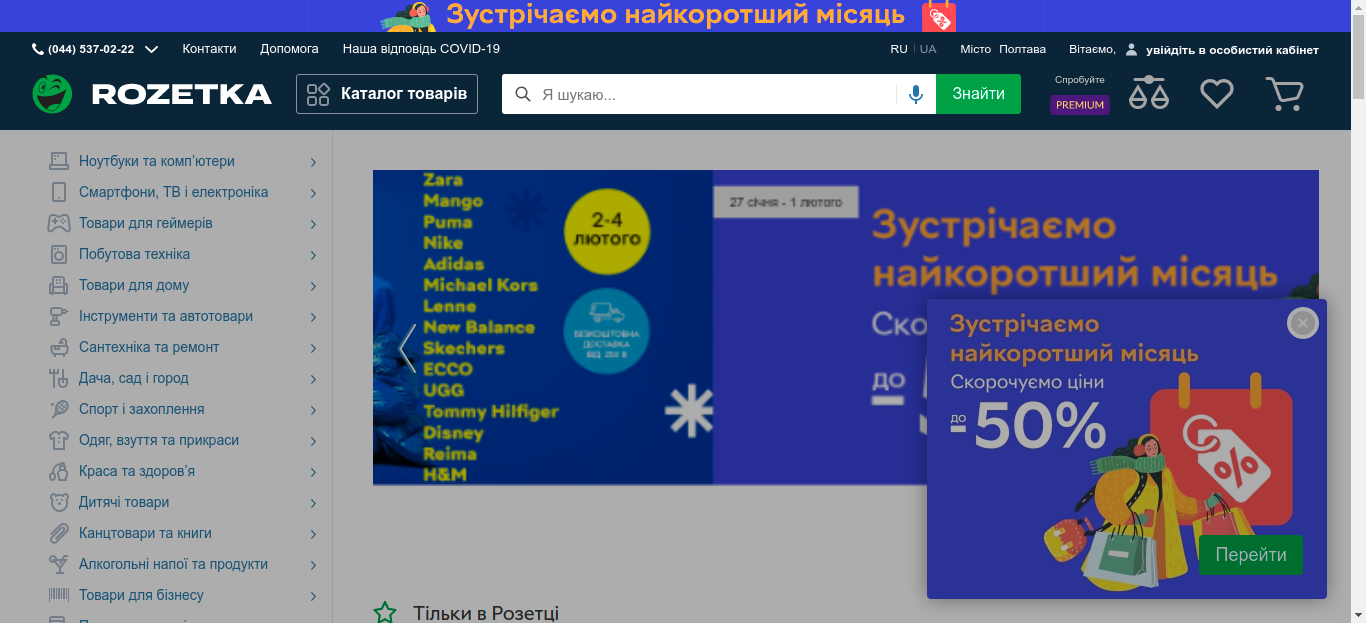 Зустрічаємо найкоротший місяць
(044) 537-02-22
Контакти
Допомога
Наша відповідь COVID-19
RU | UA
Місто Полтава
Вітаємо, увійдіть в особистий кабінет
ROZETKA
Каталог товарів
Я шукаю...
Знайти
Спробуйте
PREMIUM
Ноутбуки та комп'ютери
Смартфони, ТВ і електроніка
Товари для геймерів
Побутова техніка
Товари для дому
Інструменти та автотовари
Сантехніка та ремонт
Дача, сад і город
Спорт і захоплення
Одяг, взуття та прикраси
Краса та здоров'я
Дитячі товари
Канцтовари та книги
Алкогольні напої та продукти
Товари для бізнесу
Zara
Mango
Puma
Nike
Adidas
Michael Kors
Lenne
New Balance
Skechers
ECCO
UGG
Tommy Hilfiger
Disney
Reima
H&M
2-4
ЛЮТОГО
БЕЗКОШТОВНА
ДОСТАВКА
27 січня - 1 лютого
Зустрічаємо
найкоротший місяць
Ско
до
Зустрічаємо
найкоротший місяць
Скорочуємо ціни
до
-50%
%
Перейти
Тільки в Розетці